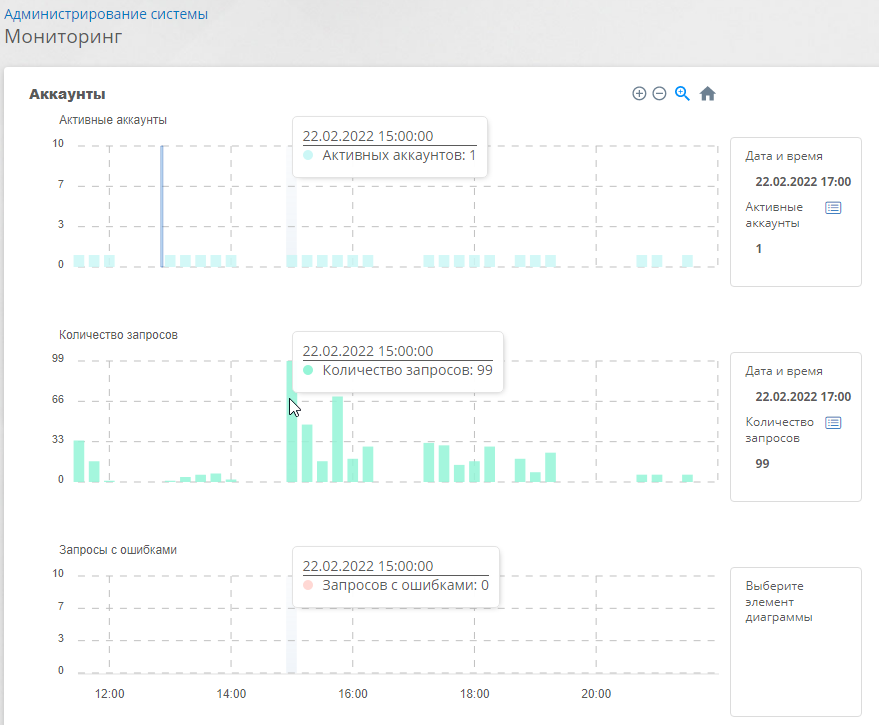 Администрирование системы
Мониторинг
Аккаунты
Активные аккаунты
10
7
3
0
22.02.2022 15:00:00
Активных аккаунтов: 1
Дата и время
22.02.2022 17:00
Активные
аккаунты
1
Количество запросов
99
66
33
0
22.02.2022 15:00:00
Количество запросов: 99
Дата и время
22.02.2022 17:00
Количество
запросов
99
Запросы с ошибками
10
7
3
0
22.02.2022 15:00:00
Запросов с ошибками: 0
Выберите
элемент
диаграммы
12:00 14:00 16:00 18:00 20:00